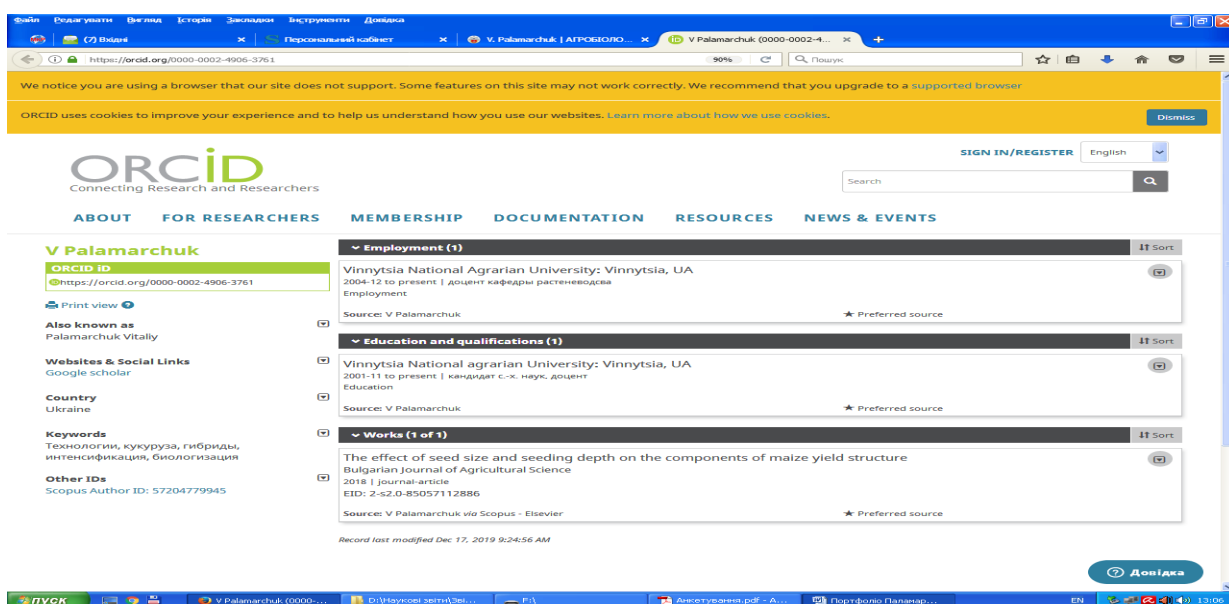 Файл Редагувати Вигляд Історія Закладки Інструменти Довідка
(7) Вхідні
Персональний кабінет
V. Palamarchuk | АГРОБІОЛО...
V Palamarchuk (0000-0002-4...
https://orcid.org/0000-0002-4906-3761
90%
Пошук
We notice you are using a browser that our site does not support. Some features on this site may not work correctly. We recommend that you upgrade to a supported browser
ORCID uses cookies to improve your experience and to help us understand how you use our websites. Learn more about how we use cookies.
Dismiss
SIGN IN/REGISTER English
ORCiD
Connecting Research and Researchers
Search
ABOUT FOR RESEARCHERS MEMBERSHIP DOCUMENTATION RESOURCES NEWS & EVENTS
V Palamarchuk
ORCID iD
iD https://orcid.org/0000-0002-4906-3761
Print view ?
Also known as
Palamarchuk Vitaliy
Websites & Social Links
Google scholar
Country
Ukraine
Keywords
Технологии, кукуруза, гибриды,
интенсификация, биологизация
Other IDs
Scopus Author ID: 57204779945
Employment (1) Sort
Vinnytsia National Agrarian University: Vinnytsia, UA
2004-12 to present | доцент кафедры растеневодсва
Employment
Source: V Palamarchuk ★ Preferred source
Education and qualifications (1) Sort
Vinnytsia National agrarian University: Vinnytsia, UA
2001-11 to present | кандидат с.-х. наук, доцент
Education
Source: V Palamarchuk ★ Preferred source
Works (1 of 1) Sort
The effect of seed size and seeding depth on the components of maize yield structure
Bulgarian Journal of Agricultural Science
2018 | journal-article
EID: 2-s2.0-85057112886
Source: V Palamarchuk via Scopus - Elsevier ★ Preferred source
Record last modified Dec 17, 2019 9:24:56 AM
? Довідка
пуск
V Palamarchuk (0000-...
D:\Наукові звіти\Зві...
F:\
Анкетування.pdf - A...
Портфоліо Паламар...
EN
13:06